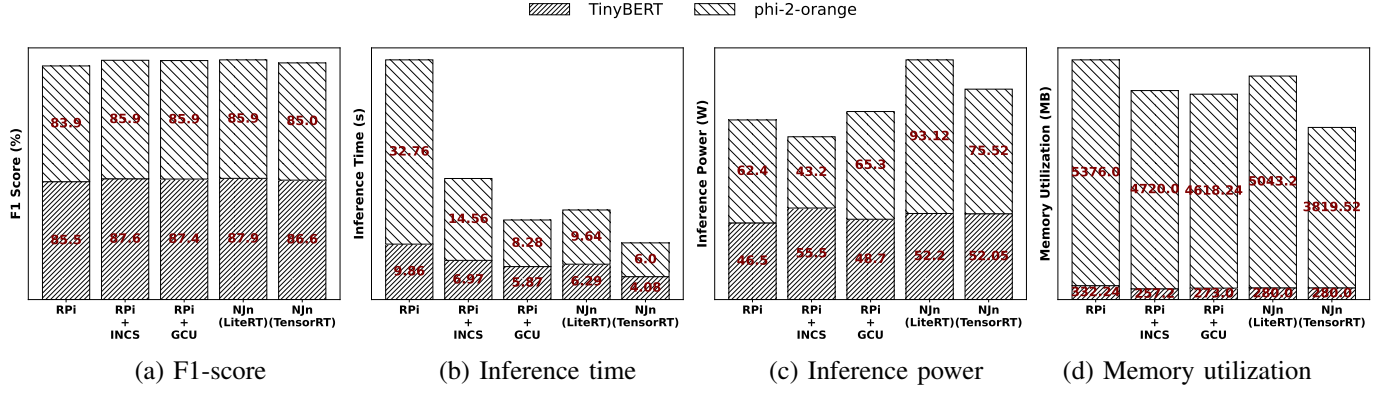 TinyBERT phi-2-orange
F1 Score (%)
83.9 85.9 85.9 85.9 85.0
85.5 87.6 87.4 87.9 86.6
RPi RPi + INCS RPi + GCU NJn (LiteRT) NJn (TensorRT)
(a) F1-score
Inference Time (s)
32.76 14.56 8.28 9.64 6.0
9.86 6.97 5.87 6.29 4.08
RPi RPi + INCS RPi + GCU NJn (LiteRT) NJn (TensorRT)
(b) Inference time
Inference Power (W)
62.4 43.2 65.3 93.12 75.52
46.5 55.5 48.7 52.2 52.05
RPi RPi + INCS RPi + GCU NJn (LiteRT) NJn (TensorRT)
(c) Inference power
Memory Utilization (MB)
5376.0 4720.0 4618.24 5043.2 3819.52
332.24 257.2 273.0 280.0 280.0
RPi RPi + INCS RPi + GCU NJn (LiteRT) NJn (TensorRT)
(d) Memory utilization